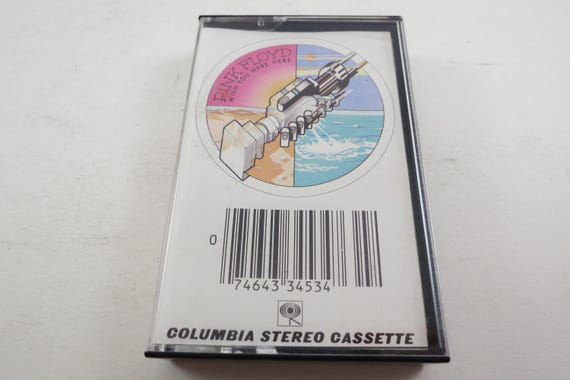 PINK FLOYD
WISH YOU WERE HERE
0 74643 34534
COLUMBIA STEREO CASSETTE